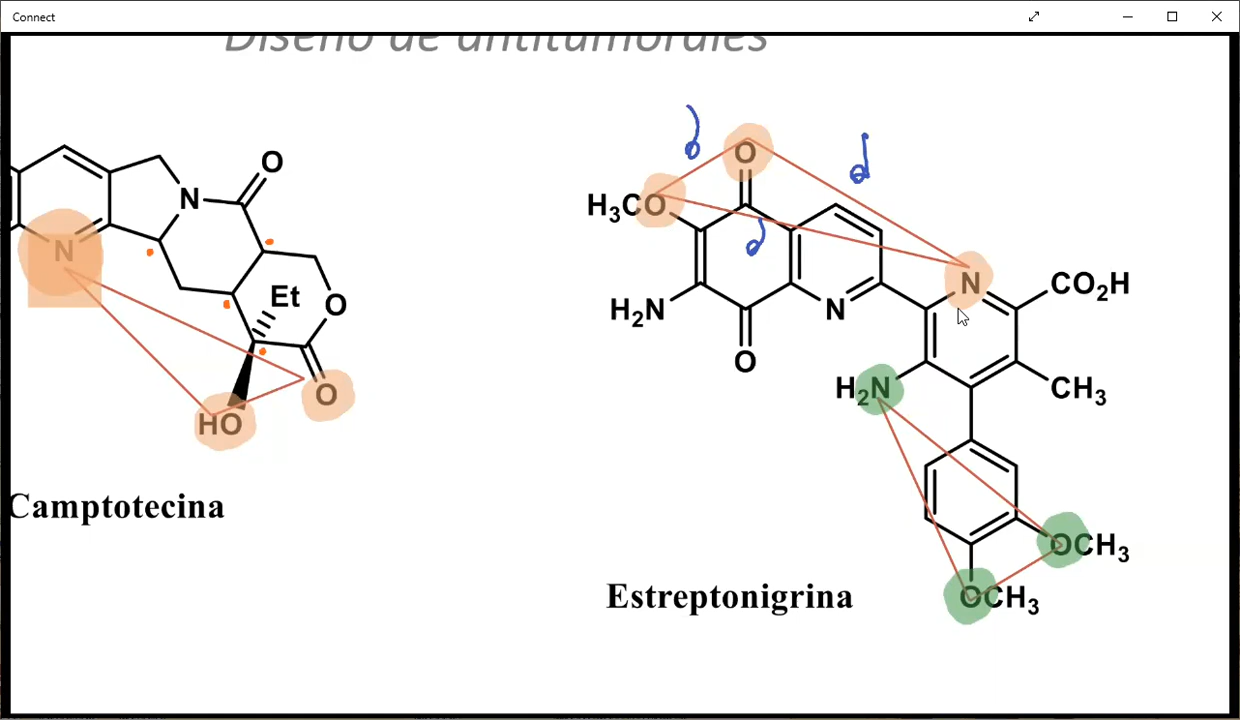 Connect
Diseño de antitumorales
O
N
N
O
Et
HO
O
Camptotecina
d
d
d
O
H₃CO
H₂N
N
O
N
CO₂H
H₂N
CH₃
OCH₃
OCH₃
Estreptonigrina